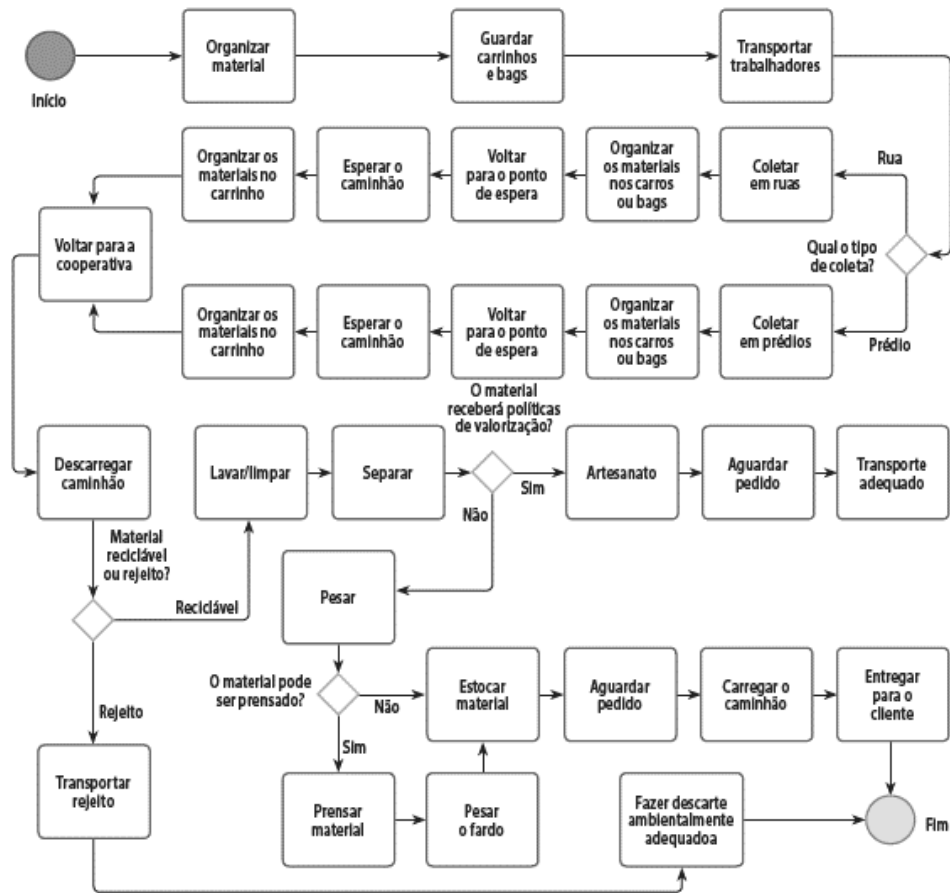 Início
Organizar
material
Guardar
carrinhos
e bags
Transportar
trabalhadores
Organizar os
materiais no
carrinho
Esperar o
caminhão
Voltar
para o ponto
de espera
Organizar
os materiais
nos carros
ou bags
Coletar
em ruas
Rua
Voltar para a
cooperativa
Qual o tipo
de coleta?
Organizar os
materiais no
carrinho
Esperar o
caminhão
Voltar
para o ponto
de espera
Organizar
os materiais
nos carros
ou bags
Coletar
em prédios
Prédio
O material
receberá políticas
de valorização?
Descarregar
caminhão
Lavar/limpar
Separar
Sim
Artesanato
Aguardar
pedido
Transporte
adequado
Não
Material
reciclável
ou rejeito?
Reciclável
Pesar
O material pode
ser prensado?
Não
Estocar
material
Aguardar
pedido
Carregar o
caminhão
Entregar
para o
cliente
Rejeito
Sim
Transportar
rejeito
Prensar
material
Pesar
o fardo
Fazer descarte
ambientalmente
adequadoa
Fim